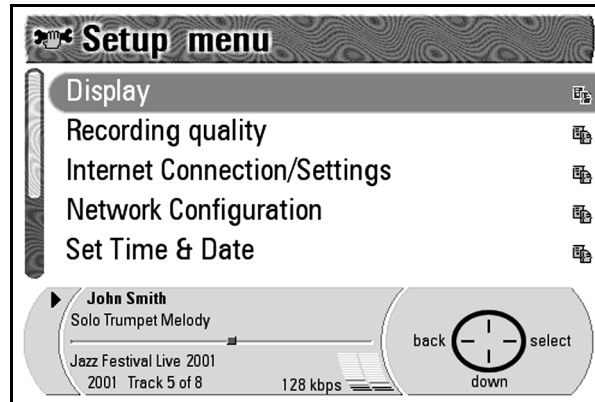 Setup menu
Display
Recording quality
Internet Connection/Settings
Network Configuration
Set Time & Date
John Smith
Solo Trumpet Melody
Jazz Festival Live 2001
2001 Track 5 of 8 128 kbps
back select
down